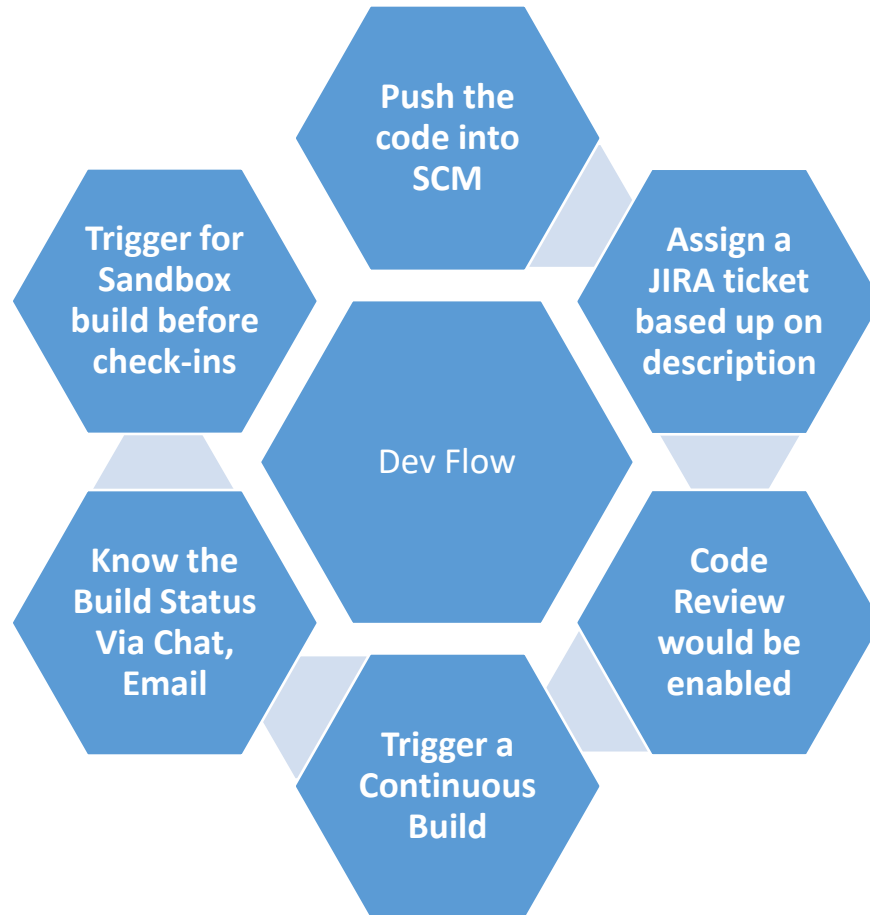 Push the
code into
SCM
Assign a
JIRA ticket
based up on
description
Code
Review
would be
enabled
Trigger a
Continuous
Build
Know the
Build Status
Via Chat,
Email
Trigger for
Sandbox
build before
check-ins
Dev Flow